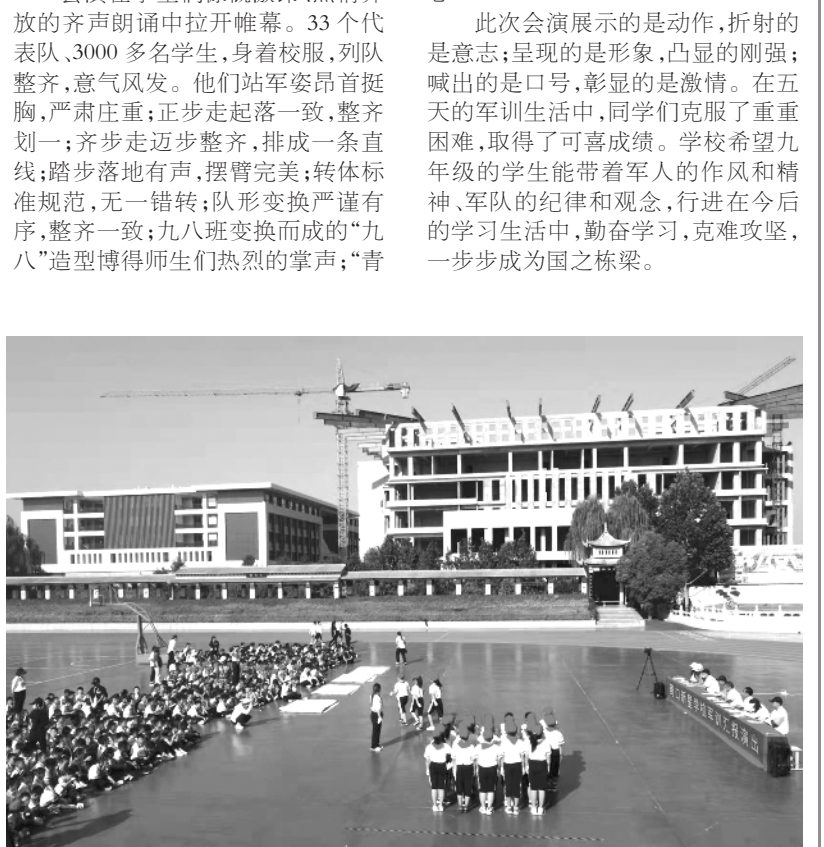 放的齐声朗诵中拉开帷幕。33个代
表队、3000多名学生,身着校服,列队
整齐,意气风发。他们站军姿昂首挺
胸,严肃庄重;正步走起落一致,整齐
划一;齐步走迈步整齐,排成一条直
线;踏步落地有声,摆臂完美;转体标
准规范,无一错转;队形变换严谨有
序,整齐一致;九八班变换而成的“九
八”造型博得师生们热烈的掌声;“青
此次会演展示的是动作,折射的
是意志;呈现的是形象,凸显的刚强;
喊出的是口号,彰显的是激情。在五
天的军训生活中,同学们克服了重重
困难,取得了可喜成绩。学校希望九
年级的学生能带着军人的作风和精
神、军队的纪律和观念,行进在今后
的学习生活中,勤奋学习,克难攻坚,
一步步成为国之栋梁。
口新星学校军训汇报演出